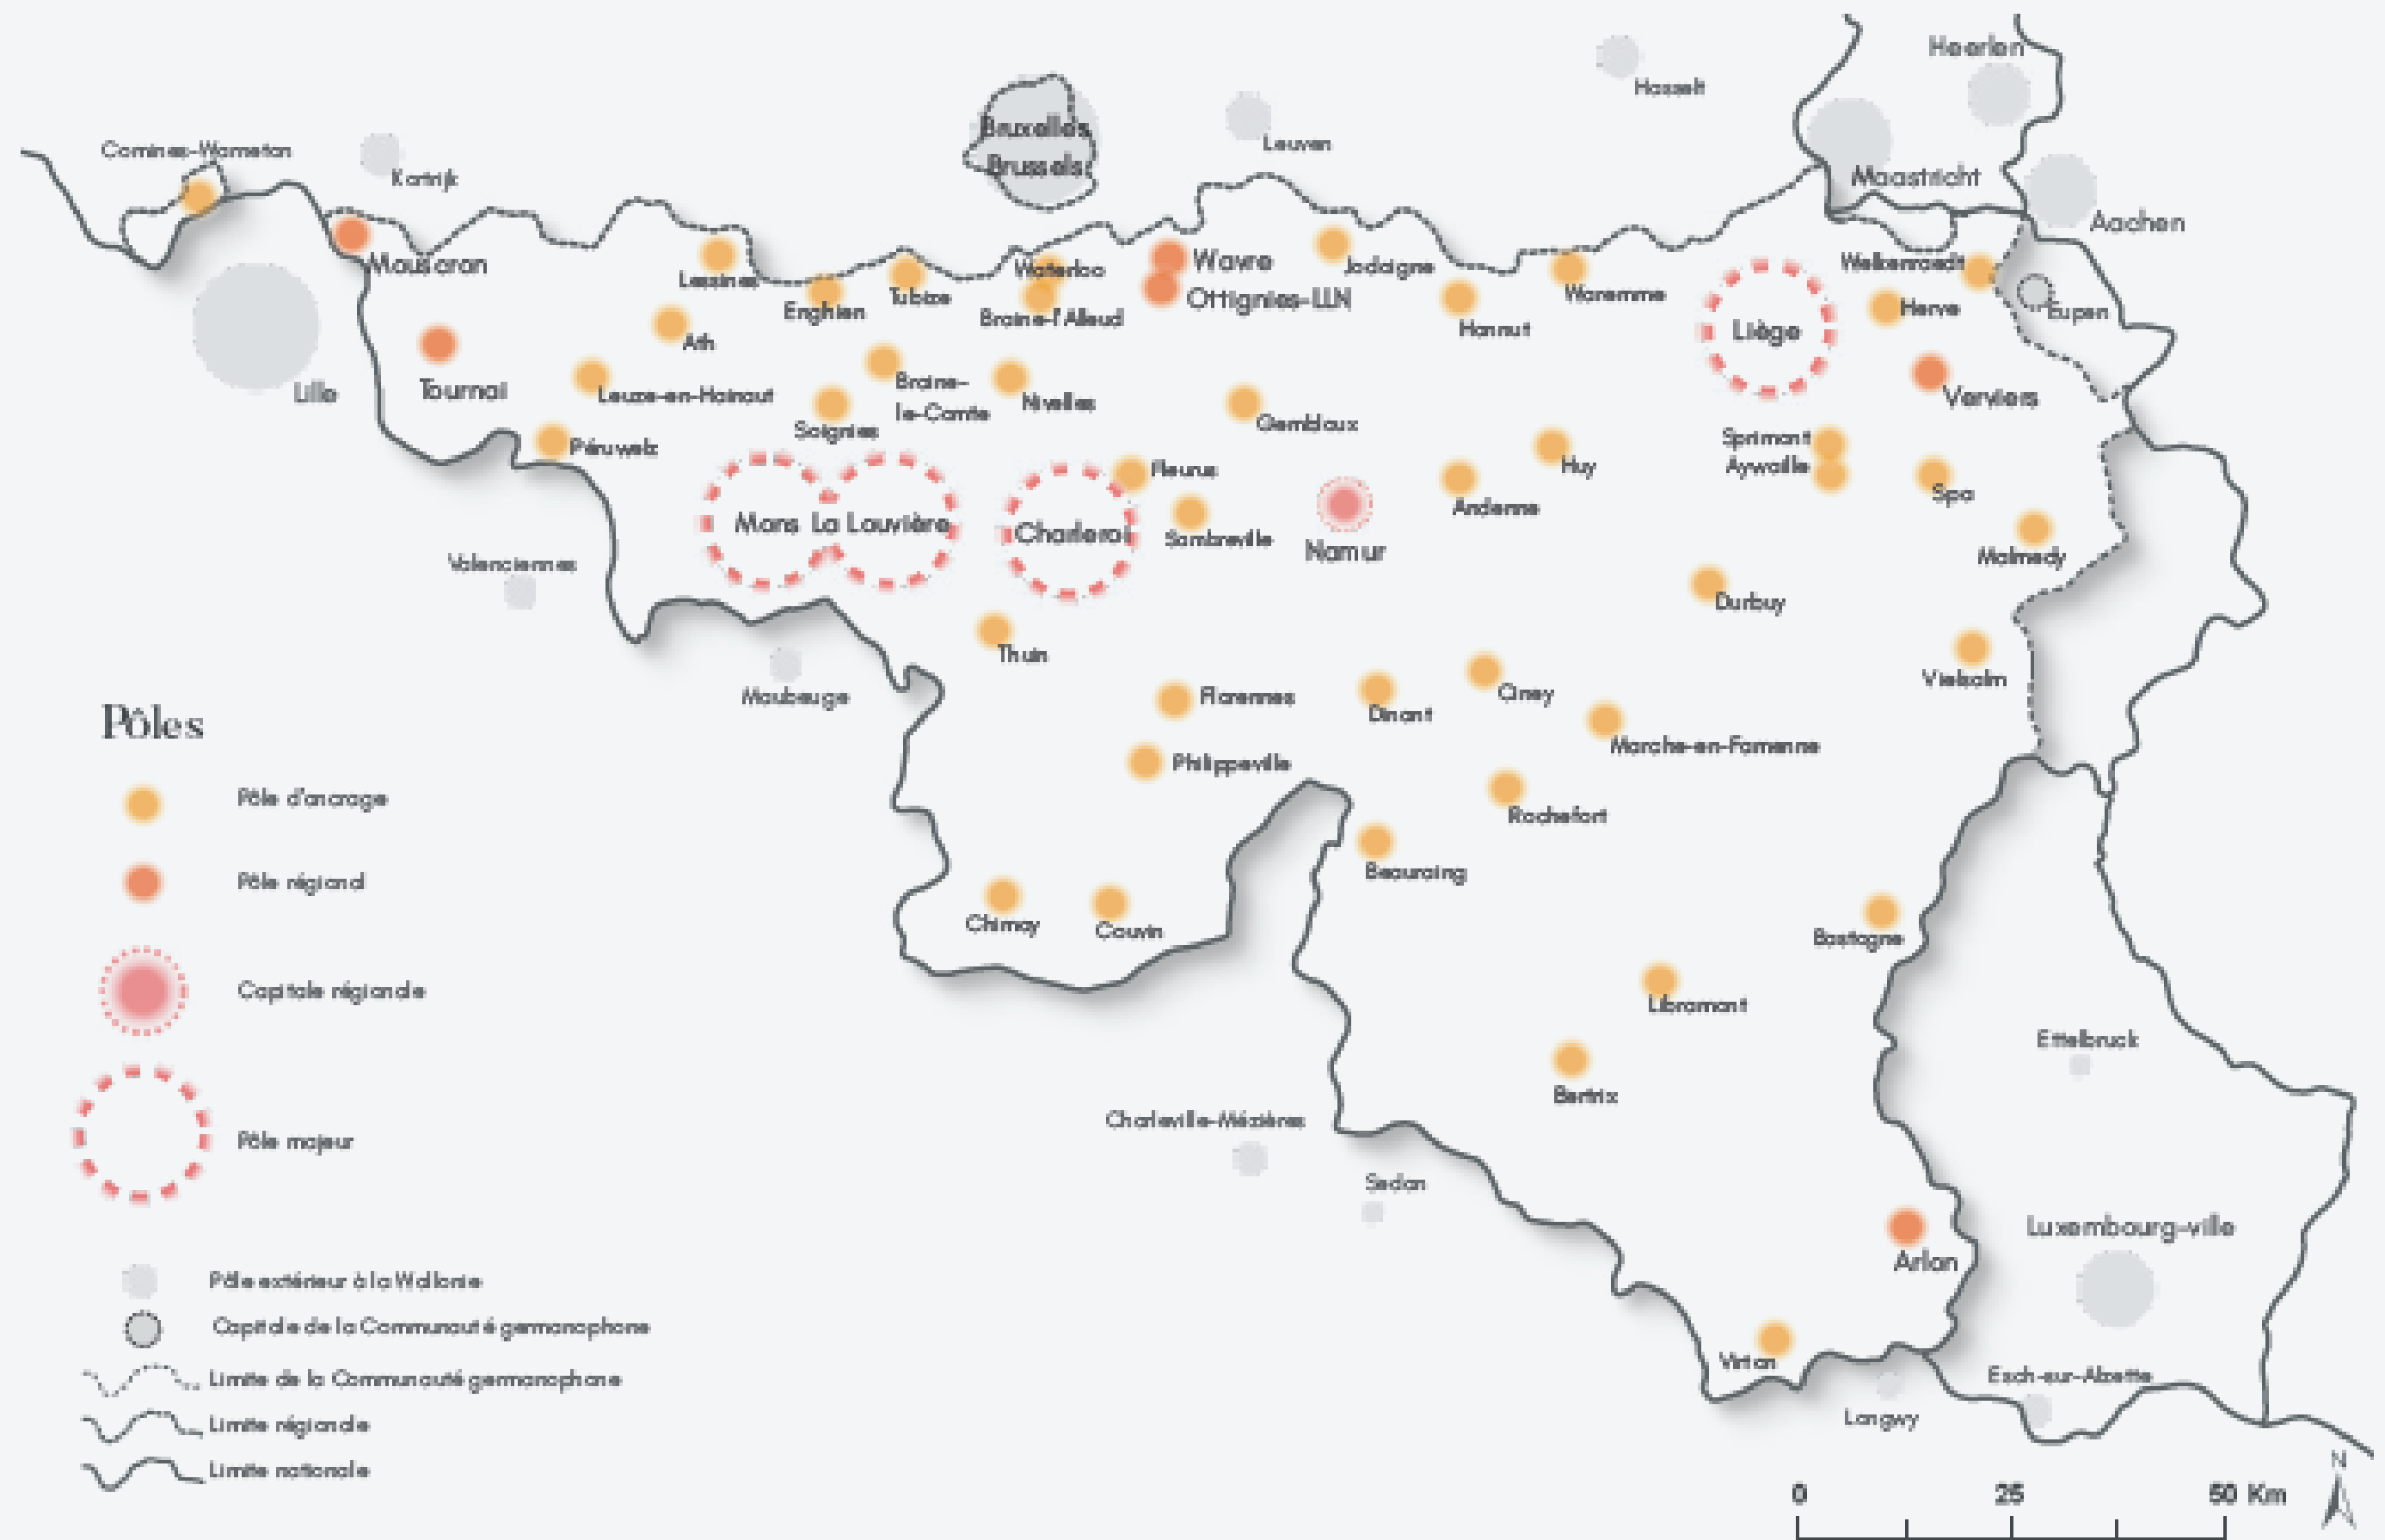 Heerlen
Hasselt
Bruxelles
Brussels
Leuven
Comines-Warneton
Kortrijk
Maastricht
Aachen
Mouscron
Lessines
Waterloo
Wavre
Jodoigne
Welkenraedt
Enghien
Tubize
Ottignies-LLN
Waremme
Herve
Eupen
Braine-l'Alleud
Hannut
Liège
Ath
Lille
Tournai
Leuze-en-Hainaut
Braine-
le-Comte
Nivelles
Verviers
Soignies
Gembloux
Péruwelz
Sprimont
Aywaille
Huy
Fleurus
Spa
Andenne
Mons
La Louvière
Charleroi
Sambreville
Namur
Malmedy
Valenciennes
Durbuy
Thuin
Vielsalm
Maubeuge
Florennes
Dinant
Ciney
Marche-en-Famenne
Philippeville
Rochefort
Beauraing
Chimay
Couvin
Bastogne
Libramont
Ettelbruck
Bertrix
Charleville-Mézières
Sedan
Luxembourg-ville
Arlon
Virton
Esch-sur-Alzette
Longwy
Pôles
Pôle d'ancrage
Pôle régional
Capitale régionale
Pôle majeur
Pôle extérieur à la Wallonie
Capitale de la Communauté germanophone
Limite de la Communauté germanophone
Limite régionale
Limite nationale
N
0 25 50 Km